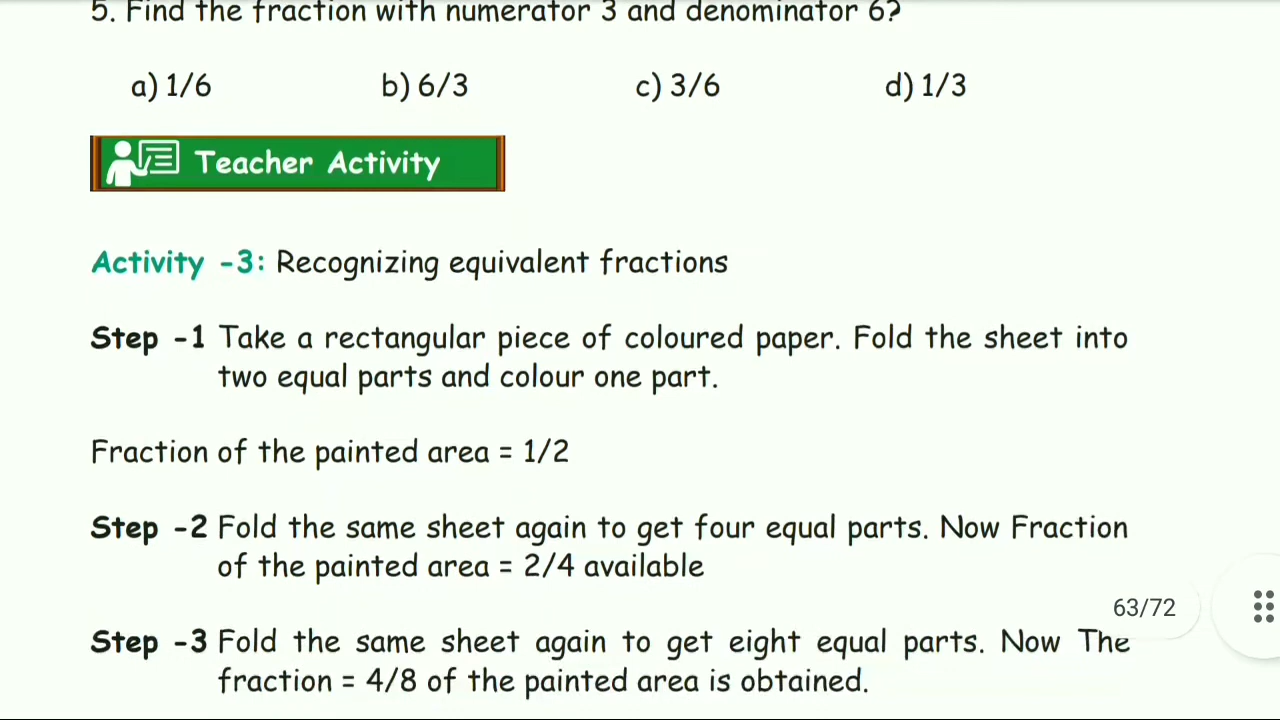 5. Find the fraction with numerator 3 and denominator 6?
a) 1/6 b) 6/3 c) 3/6 d) 1/3
Teacher Activity
Activity -3: Recognizing equivalent fractions
Step -1 Take a rectangular piece of coloured paper. Fold the sheet into
two equal parts and colour one part.
Fraction of the painted area = 1/2
Step -2 Fold the same sheet again to get four equal parts. Now Fraction
of the painted area = 2/4 available
63/72
Step -3 Fold the same sheet again to get eight equal parts. Now The
fraction = 4/8 of the painted area is obtained.